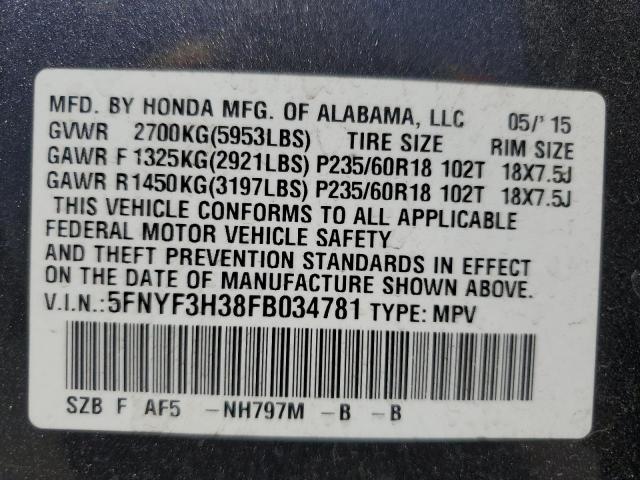 MFD. BY HONDA MFG. OF ALABAMA, LLC 05/'15
GVWR 2700KG(5953LBS) TIRE SIZE RIM SIZE
GAWR F 1325KG(2921LBS) P235/60R18 102T 18X7.5J
GAWR R1450KG(3197LBS) P235/60R18 102T 18X7.5J
THIS VEHICLE CONFORMS TO ALL APPLICABLE
FEDERAL MOTOR VEHICLE SAFETY
AND THEFT PREVENTION STANDARDS IN EFFECT
ON THE DATE OF MANUFACTURE SHOWN ABOVE.
V.I.N.:5FNYF3H38FB034781 TYPE: MPV
SZB F AF5 -NH797M -B -B